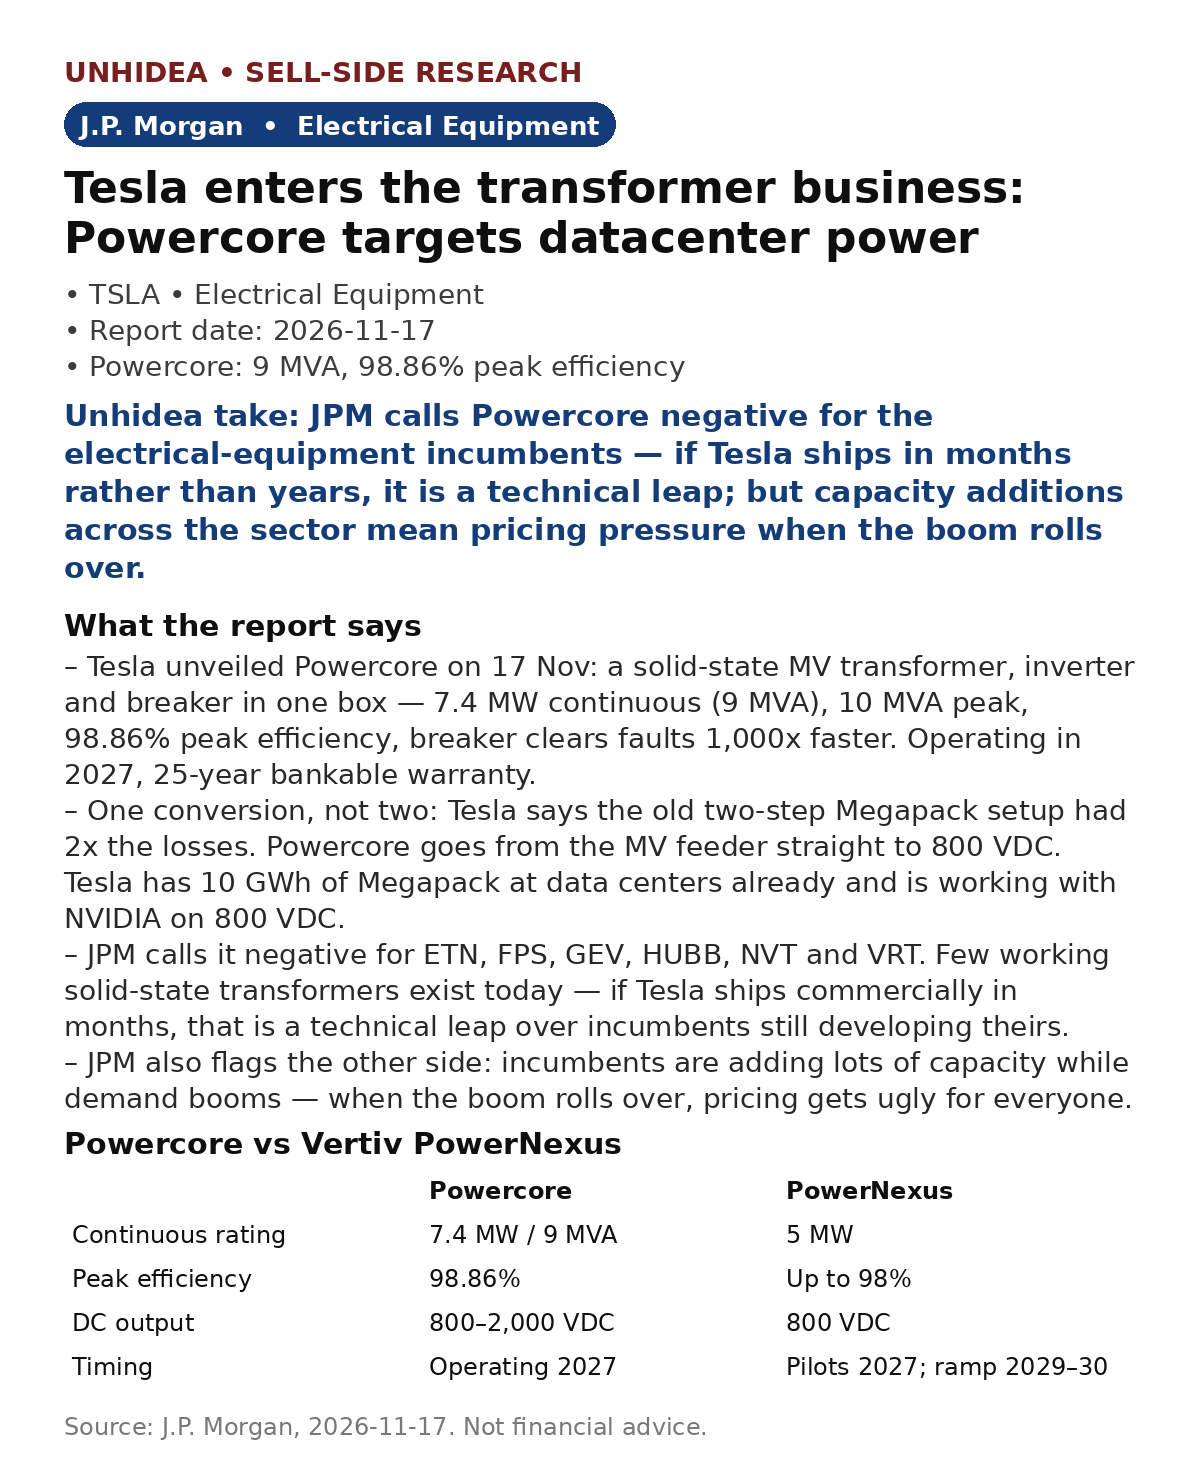 UNHIDEA • SELL-SIDE RESEARCH
J.P. Morgan • Electrical Equipment
Tesla enters the transformer business:
Powercore targets datacenter power
• TSLA • Electrical Equipment
• Report date: 2026-11-17
• Powercore: 9 MVA, 98.86% peak efficiency
Unhidea take: JPM calls Powercore negative for the
electrical-equipment incumbents — if Tesla ships in months
rather than years, it is a technical leap; but capacity additions
across the sector mean pricing pressure when the boom rolls
over.
What the report says
– Tesla unveiled Powercore on 17 Nov: a solid-state MV transformer, inverter
and breaker in one box — 7.4 MW continuous (9 MVA), 10 MVA peak,
98.86% peak efficiency, breaker clears faults 1,000x faster. Operating in
2027, 25-year bankable warranty.
– One conversion, not two: Tesla says the old two-step Megapack setup had
2x the losses. Powercore goes from the MV feeder straight to 800 VDC.
Tesla has 10 GWh of Megapack at data centers already and is working with
NVIDIA on 800 VDC.
– JPM calls it negative for ETN, FPS, GEV, HUBB, NVT and VRT. Few working
solid-state transformers exist today — if Tesla ships commercially in
months, that is a technical leap over incumbents still developing theirs.
– JPM also flags the other side: incumbents are adding lots of capacity while
demand booms — when the boom rolls over, pricing gets ugly for everyone.
Powercore vs Vertiv PowerNexus
Powercore PowerNexus
Continuous rating 7.4 MW / 9 MVA 5 MW
Peak efficiency 98.86% Up to 98%
DC output 800–2,000 VDC 800 VDC
Timing Operating 2027 Pilots 2027; ramp 2029–30
Source: J.P. Morgan, 2026-11-17. Not financial advice.